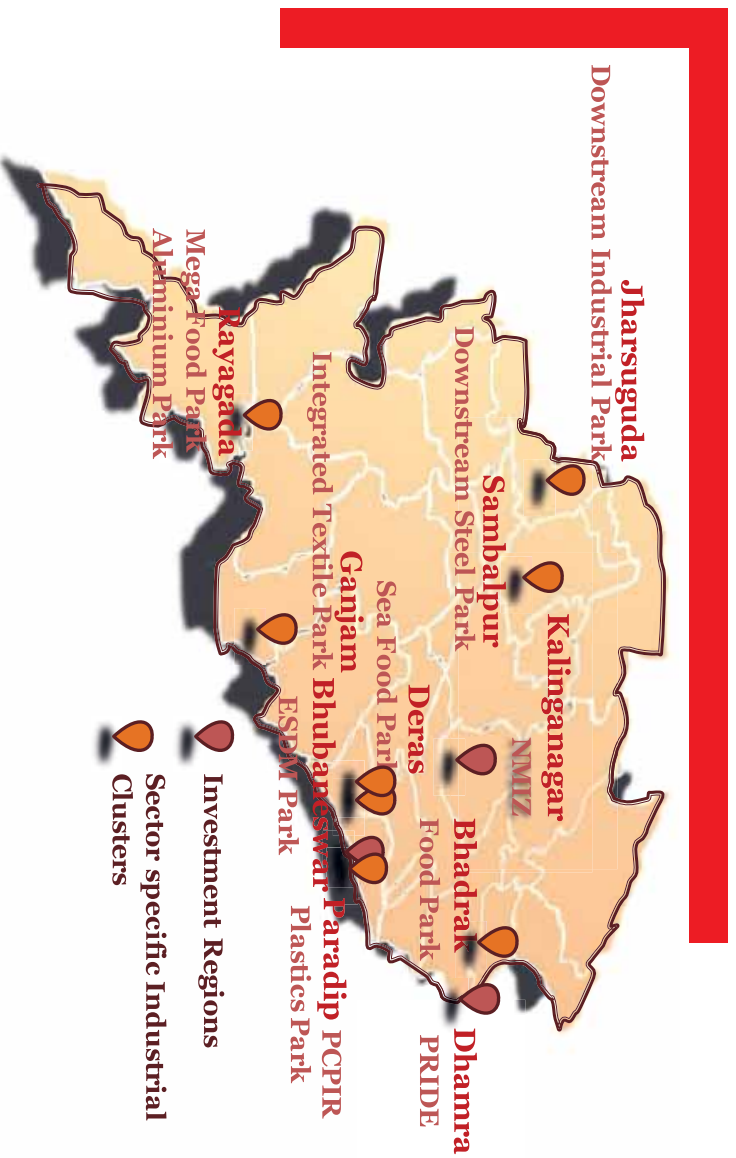 Jharsuguda
Downstream Industrial Park
Kalinganagar
NMIZ
Sambalpur
Downstream Steel Park
Bhadrak
Food Park
Dhamra
PRIDE
Deras
Sea Food Park
Ganjam
Integrated Textile Park
Bhubaneswar
ESDM Park
Paradip PCPIR
Plastics Park
Rayagada
Mega Food Park
Aluminium Park
Investment Regions
Sector specific Industrial
Clusters